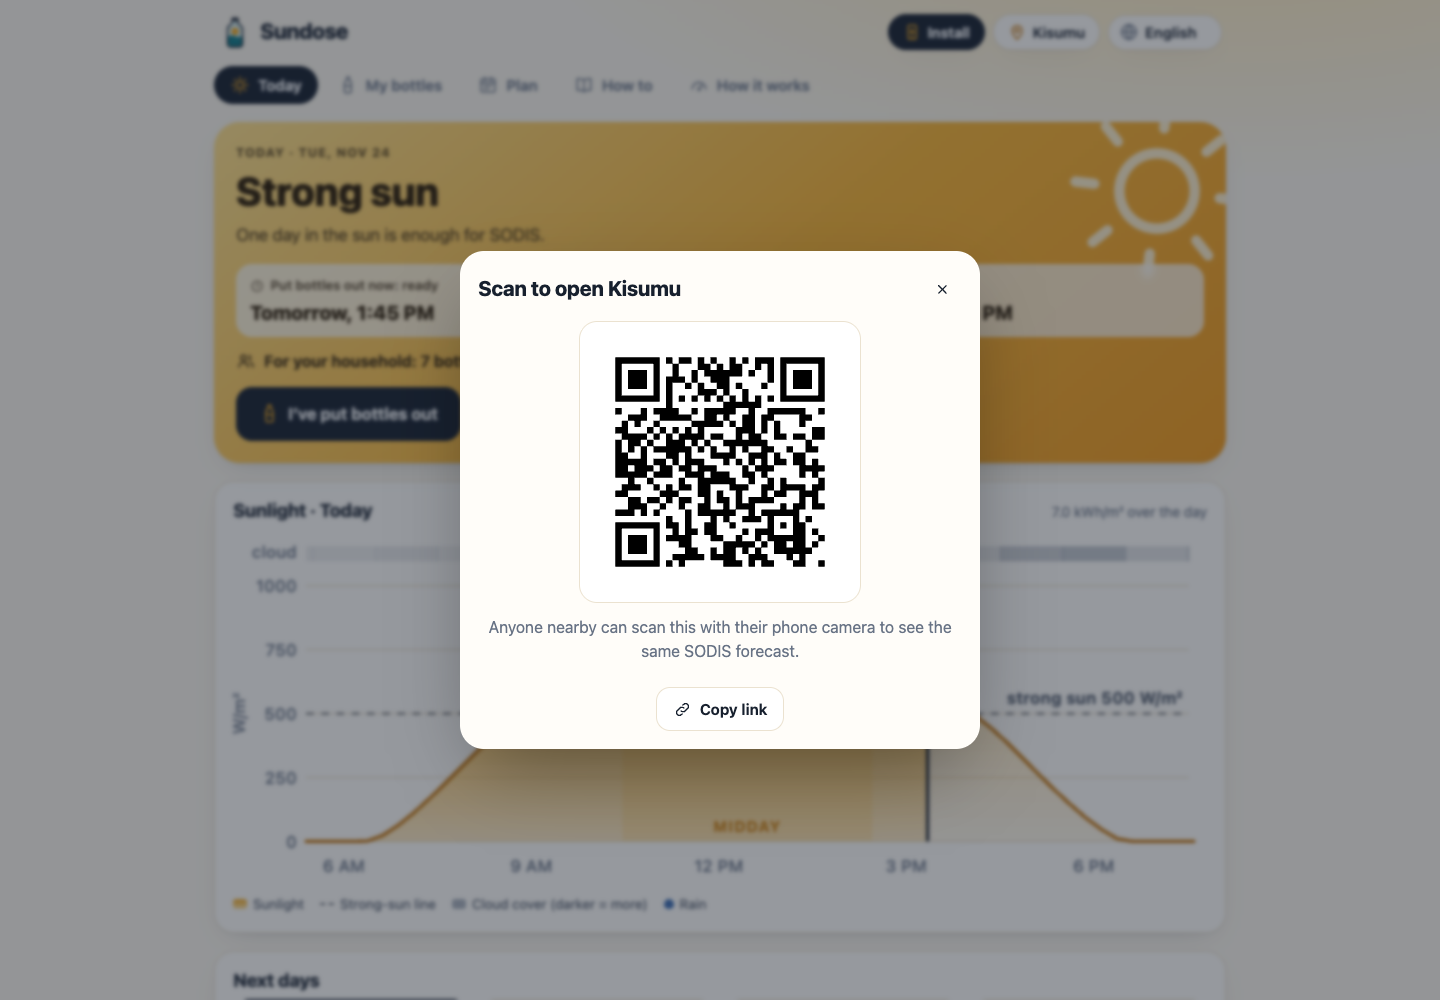 Sundose
Install
Kisumu
English
Today
My bottles
Plan
How to
How it works
TODAY · TUE, NOV 24
Strong sun
One day in the sun is enough for SODIS.
Put bottles out now: ready
Tomorrow, 1:45 PM
PM
For your household: 7
I've put bottles out
Scan to open Kisumu
Anyone nearby can scan this with their phone camera to see the
same SODIS forecast.
Copy link
Sunlight · Today
7.0 kWh/m² over the day
cloud
1000
750
500
250
0
W/m²
strong sun 500 W/m²
MIDDAY
6 AM
9 AM
12 PM
3 PM
6 PM
Sunlight
Strong-sun line
Cloud cover (darker = more)
Rain
Next days